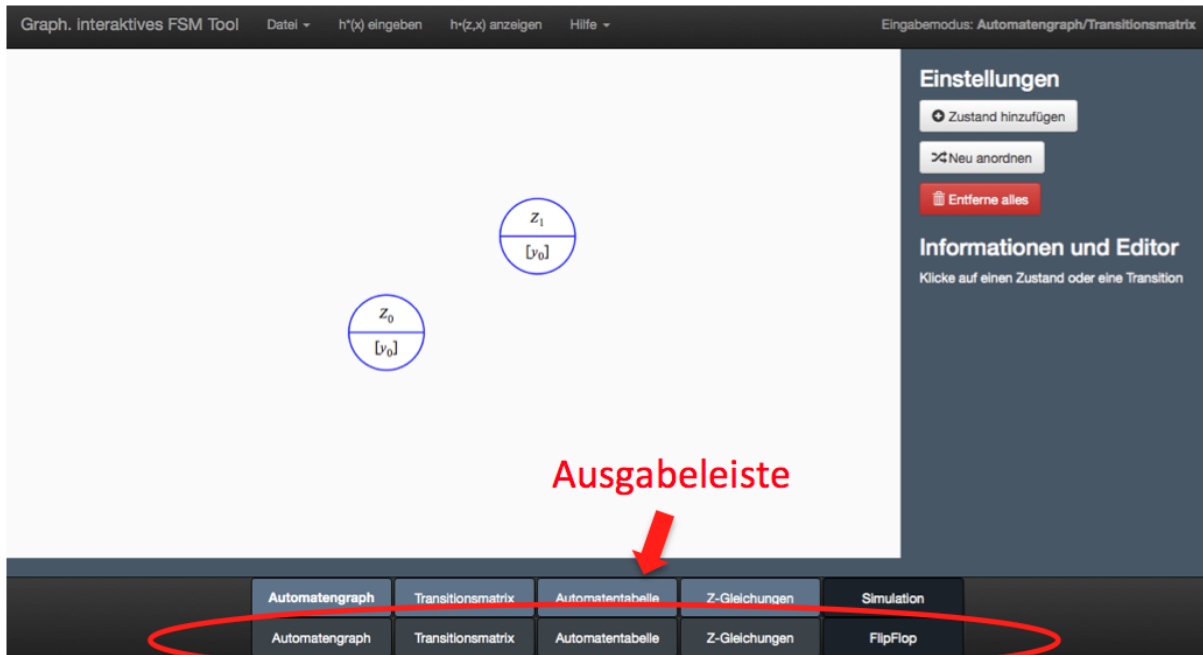 Graph. interaktives FSM Tool Datei h*(x) eingeben h*(z,x) anzeigen Hilfe Eingabemodus: Automatengraph/Transitionsmatrix
Einstellungen
Zustand hinzufügen
Neu anordnen
Entferne alles
Informationen und Editor
Klicke auf einen Zustand oder eine Transition
Z1
[y0]
Z0
[y0]
Ausgabeleiste
Automatengraph Transitionsmatrix Automatentabelle Z-Gleichungen Simulation
Automatengraph Transitionsmatrix Automatentabelle Z-Gleichungen FlipFlop